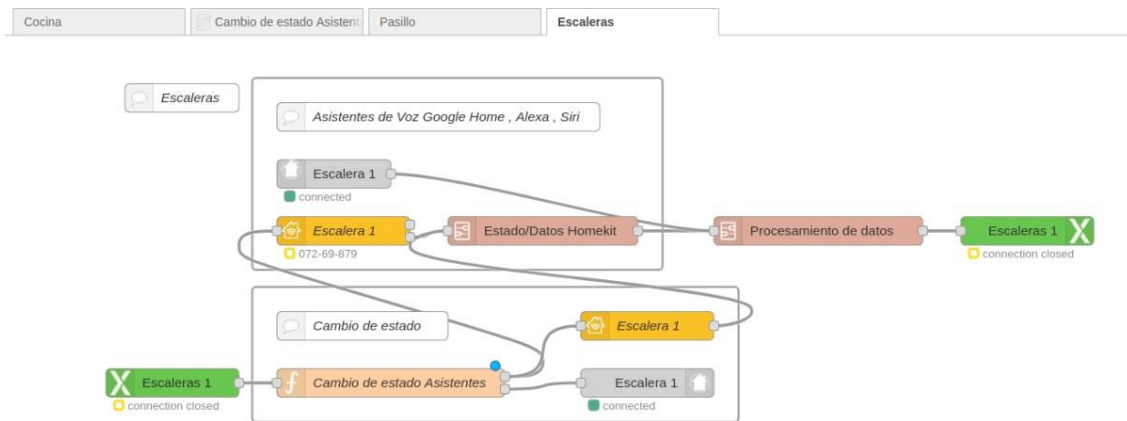 Cocina
Cambio de estado Asistent
Pasillo
Escaleras
Escaleras
Asistentes de Voz Google Home , Alexa , Siri
Escalera 1
connected
Escalera 1
072-69-879
Estado/Datos Homekit
Procesamiento de datos
Escaleras 1
connection closed
Cambio de estado
Escalera 1
Escaleras 1
connection closed
Cambio de estado Asistentes
Escalera 1
connected